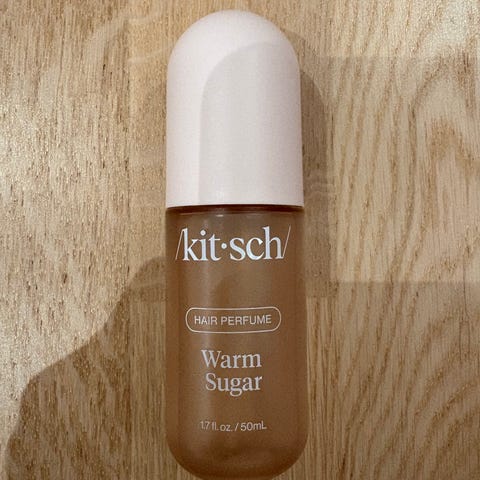 /kit·sch/
HAIR PERFUME
Warm
Sugar
1.7 fl. oz. / 50mL